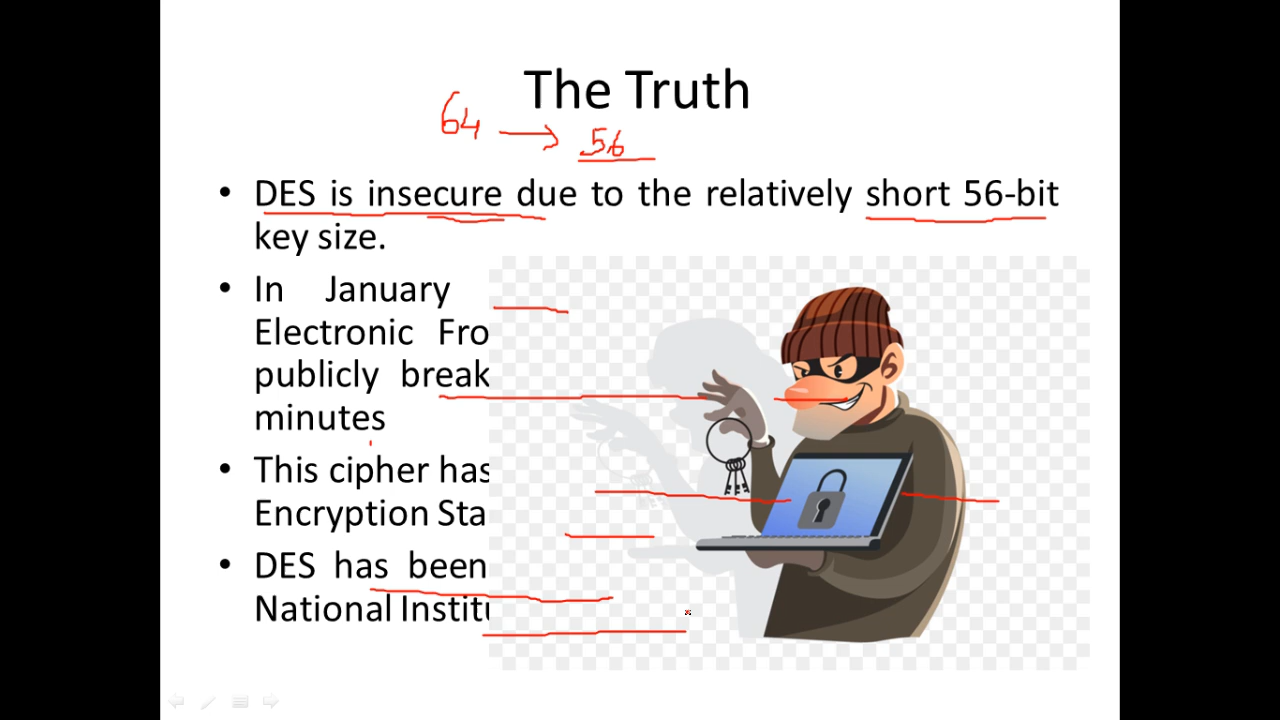 The Truth
64 → 56
• DES is insecure due to the relatively short 56-bit
key size.
• In January
Electronic Fro
publicly break
minutes
• This cipher has
Encryption Sta
• DES has been
National Institu